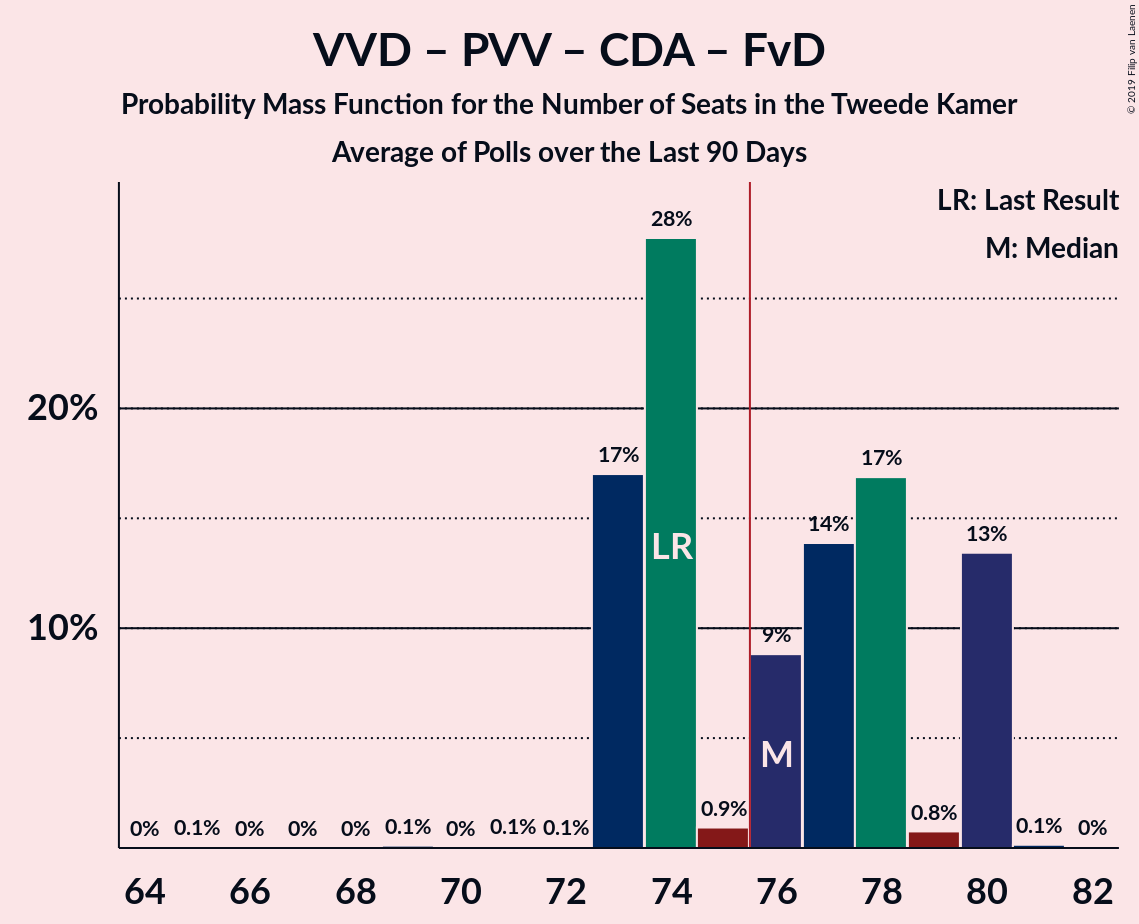 VVD – PVV – CDA – FvD
Probability Mass Function for the Number of Seats in the Tweede Kamer
Average of Polls over the Last 90 Days
© 2019 Filip van Laenen
LR: Last Result
M: Median
28%
20%
17%
17%
LR
14%
13%
10%
9%
M
0% 0.1% 0% 0% 0% 0.1% 0% 0.1% 0.1% 0.9% 0.8% 0.1% 0%
64 66 68 70 72 74 76 78 80 82